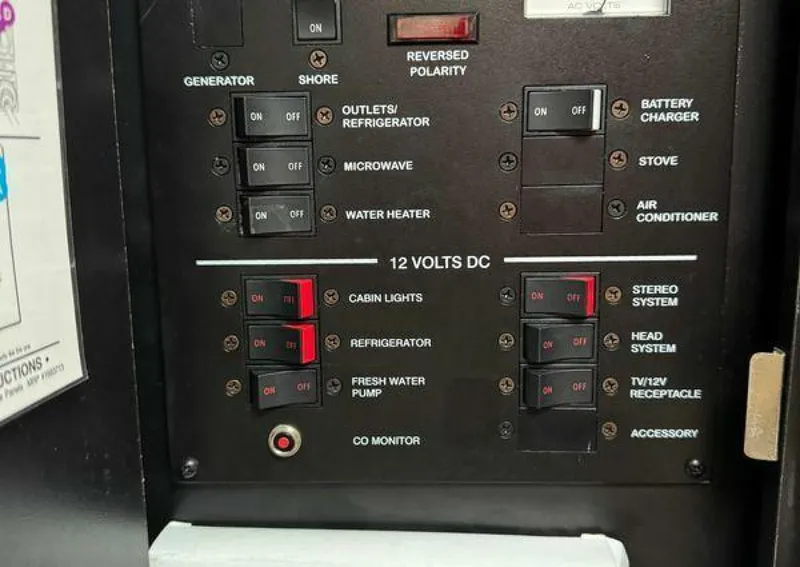 AC VOLTS
ON
GENERATOR
SHORE
REVERSED
POLARITY
ON OFF
OUTLETS/
REFRIGERATOR
ON OFF
BATTERY
CHARGER
ON OFF
MICROWAVE
STOVE
ON OFF
WATER HEATER
AIR
CONDITIONER
12 VOLTS DC
ON OFF
CABIN LIGHTS
ON OFF
STEREO
SYSTEM
ON OFF
REFRIGERATOR
ON OFF
HEAD
SYSTEM
ON OFF
FRESH WATER
PUMP
ON OFF
TV/12V
RECEPTACLE
CO MONITOR
ACCESSORY
UCTIONS •